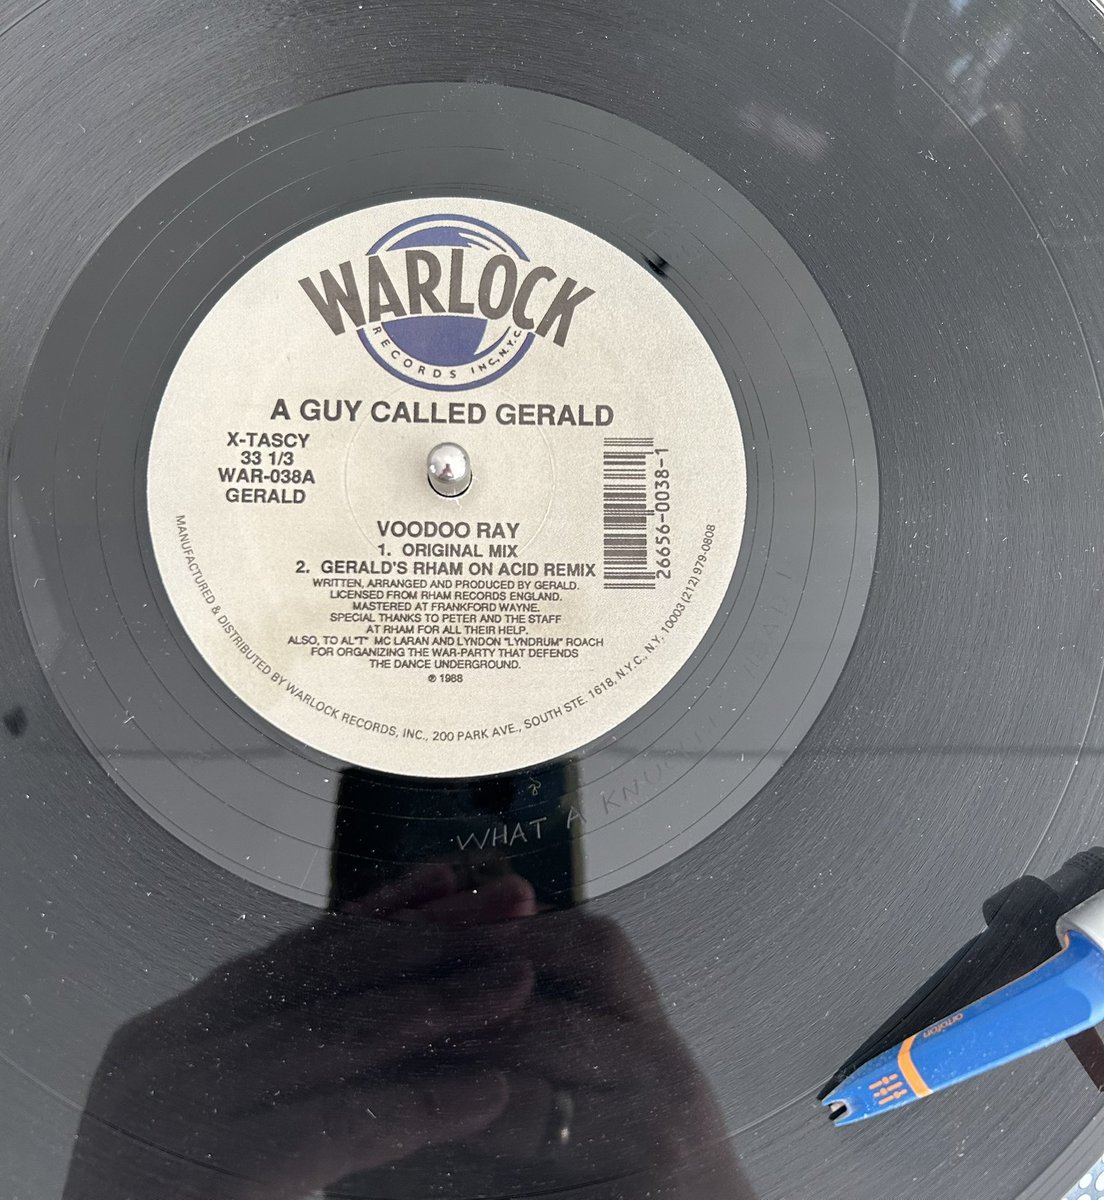 WARLOCK
RECORDS INC, N.Y.C.
A GUY CALLED GERALD
X-TASCY
33 1/3
WAR-038A
GERALD
26656-0038-1
VOODOO RAY
1. ORIGINAL MIX
2. GERALD'S RHAM ON ACID REMIX
WRITTEN, ARRANGED AND PRODUCED BY GERALD.
LICENSED FROM RHAM RECORDS ENGLAND.
MASTERED AT FRANKFORD WAYNE.
SPECIAL THANKS TO PETER AND THE STAFF
AT RHAM FOR ALL THEIR HELP.
ALSO, TO AL"T" MC LARAN AND LYNDON "LYNDRUM" ROACH
FOR ORGANIZING THE WAR-PARTY THAT DEFENDS
THE DANCE UNDERGROUND.
℗ 1988
MANUFACTURED & DISTRIBUTED BY WARLOCK RECORDS, INC., 200 PARK AVE., SOUTH STE. 1618, N.Y.C., N.Y. 10003 (212) 979-0808
WHAT A
ortofon